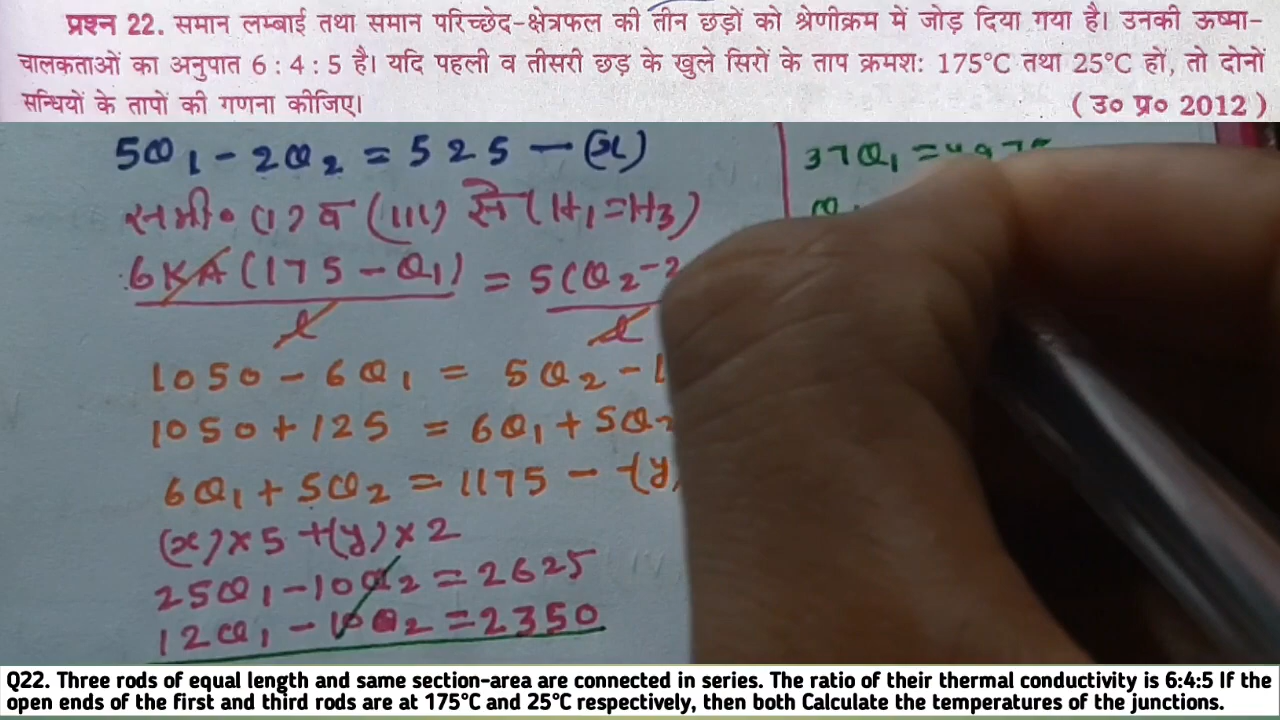 प्रश्न 22. समान लम्बाई तथा समान परिच्छेद-क्षेत्रफल की तीन छड़ों को श्रेणीक्रम में जोड़ दिया गया है। उनकी ऊष्मा-
चालकताओं का अनुपात 6 : 4 : 5 है। यदि पहली व तीसरी छड़ के खुले सिरों के ताप क्रमशः 175°C तथा 25°C हों, तो दोनों
सन्धियों के तापों की गणना कीजिए। ( उ० प्र० 2012 )
5θ₁ - 2θ₂ = 525 — (x)
समी० (1) व (111) से (H₁=H₃)
6KA (175 - θ₁) / l = 5(θ₂ - 2 / l
1050 - 6θ₁ = 5θ₂ - 1
1050 + 125 = 6θ₁ + 5θ₂
6θ₁ + 5θ₂ = 1175 — (y)
(x) × 5 + (y) × 2
25θ₁ - 10θ₂ = 2625
12θ₁ - 10θ₂ = 2350
37θ₁ = 4975
Q22. Three rods of equal length and same section-area are connected in series. The ratio of their thermal conductivity is 6:4:5 If the
open ends of the first and third rods are at 175°C and 25°C respectively, then both Calculate the temperatures of the junctions.